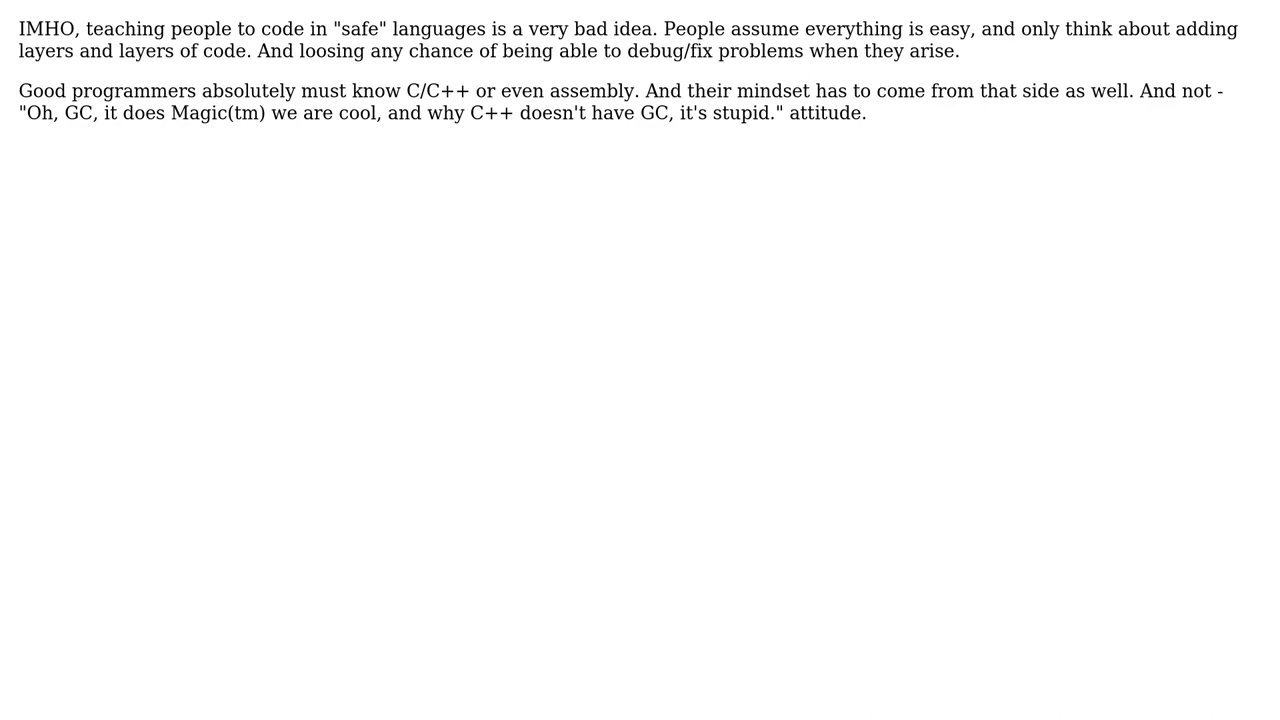 IMHO, teaching people to code in "safe" languages is a very bad idea. People assume everything is easy, and only think about adding
layers and layers of code. And loosing any chance of being able to debug/fix problems when they arise.
Good programmers absolutely must know C/C++ or even assembly. And their mindset has to come from that side as well. And not -
"Oh, GC, it does Magic(tm) we are cool, and why C++ doesn't have GC, it's stupid." attitude.